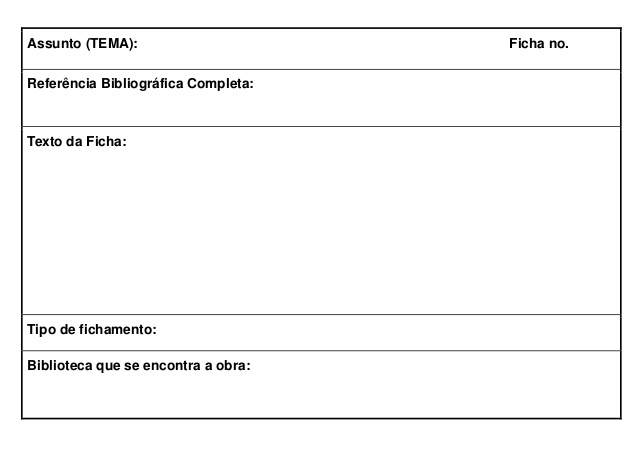 Assunto (TEMA): Ficha no.
Referência Bibliográfica Completa:
Texto da Ficha:
Tipo de fichamento:
Biblioteca que se encontra a obra: